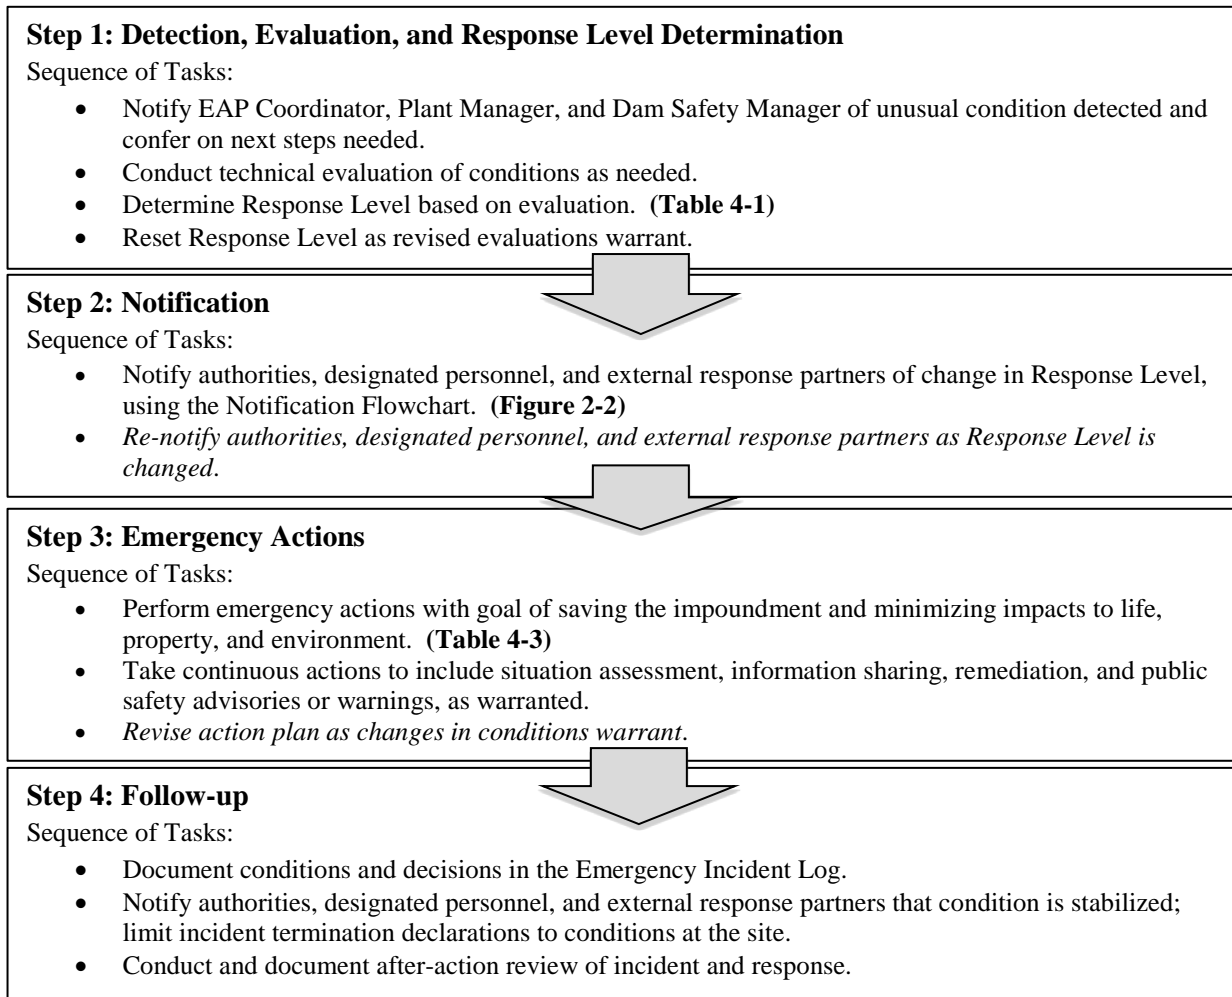 Step 1: Detection, Evaluation, and Response Level Determination
Sequence of Tasks:
• Notify EAP Coordinator, Plant Manager, and Dam Safety Manager of unusual condition detected and
confer on next steps needed.
• Conduct technical evaluation of conditions as needed.
• Determine Response Level based on evaluation. (Table 4-1)
• Reset Response Level as revised evaluations warrant.
Step 2: Notification
Sequence of Tasks:
• Notify authorities, designated personnel, and external response partners of change in Response Level,
using the Notification Flowchart. (Figure 2-2)
• Re-notify authorities, designated personnel, and external response partners as Response Level is
changed.
Step 3: Emergency Actions
Sequence of Tasks:
• Perform emergency actions with goal of saving the impoundment and minimizing impacts to life,
property, and environment. (Table 4-3)
• Take continuous actions to include situation assessment, information sharing, remediation, and public
safety advisories or warnings, as warranted.
• Revise action plan as changes in conditions warrant.
Step 4: Follow-up
Sequence of Tasks:
• Document conditions and decisions in the Emergency Incident Log.
• Notify authorities, designated personnel, and external response partners that condition is stabilized;
limit incident termination declarations to conditions at the site.
• Conduct and document after-action review of incident and response.